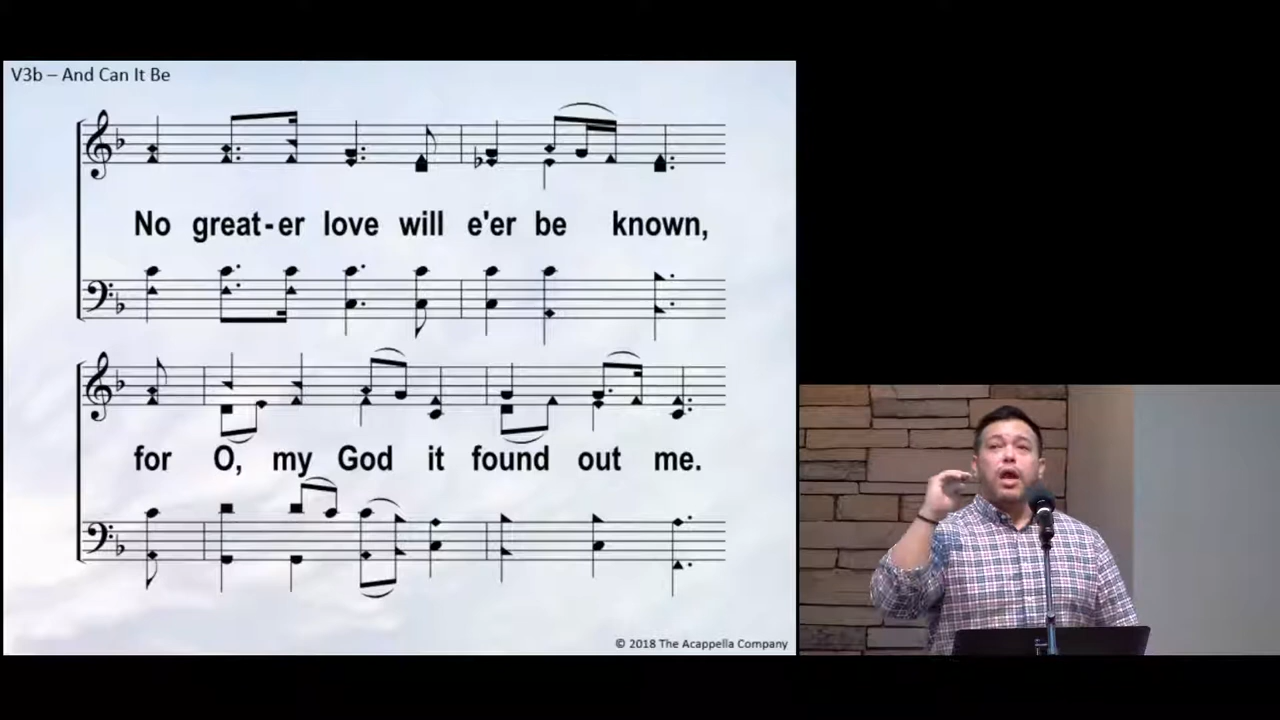 V3b – And Can It Be
No great-er love will e'er be known,
for O, my God it found out me.
© 2018 The Acappella Company